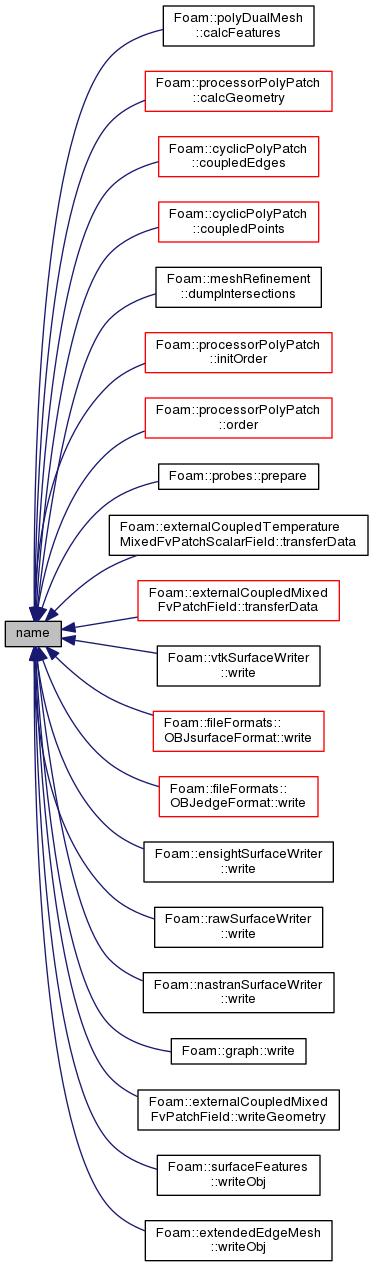 Foam::polyDualMesh
::calcFeatures
Foam::processorPolyPatch
::calcGeometry
Foam::cyclicPolyPatch
::coupledEdges
Foam::cyclicPolyPatch
::coupledPoints
Foam::meshRefinement
::dumpIntersections
Foam::processorPolyPatch
::initOrder
Foam::processorPolyPatch
::order
Foam::probes::prepare
Foam::externalCoupledTemperature
MixedFvPatchScalarField::transferData
Foam::externalCoupledMixed
FvPatchField::transferData
name
Foam::vtkSurfaceWriter
::write
Foam::fileFormats::
OBJsurfaceFormat::write
Foam::fileFormats::
OBJedgeFormat::write
Foam::ensightSurfaceWriter
::write
Foam::rawSurfaceWriter
::write
Foam::nastranSurfaceWriter
::write
Foam::graph::write
Foam::externalCoupledMixed
FvPatchField::writeGeometry
Foam::surfaceFeatures
::writeObj
Foam::extendedEdgeMesh
::writeObj